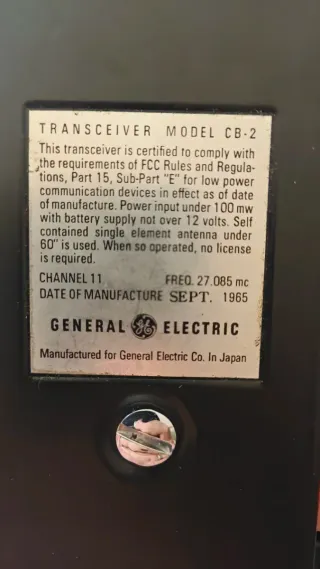 TRANSCEIVER MODEL CB-2
This transceiver is certified to comply with
the requirements of FCC Rules and Regula-
tions, Part 15, Sub-Part "E" for low power
communication devices in effect as of date
of manufacture. Power input under 100 mw
with battery supply not over 12 volts. Self
contained single element antenna under
60" is used. When so operated, no license
is required.
CHANNEL 11 FREQ. 27.085 mc
DATE OF MANUFACTURE SEPT. 1965
GENERAL GE ELECTRIC
Manufactured for General Electric Co. In Japan